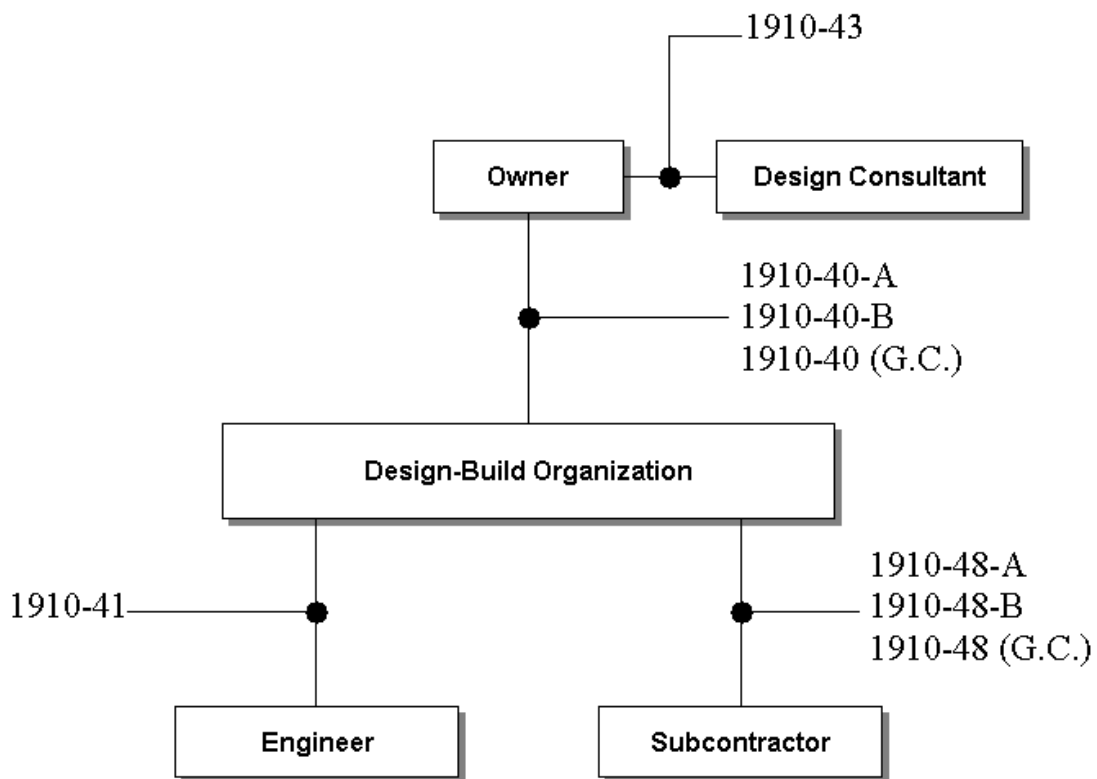 1910-43
Owner
Design Consultant
1910-40-A
1910-40-B
1910-40 (G.C.)
Design-Build Organization
1910-41
1910-48-A
1910-48-B
1910-48 (G.C.)
Engineer
Subcontractor